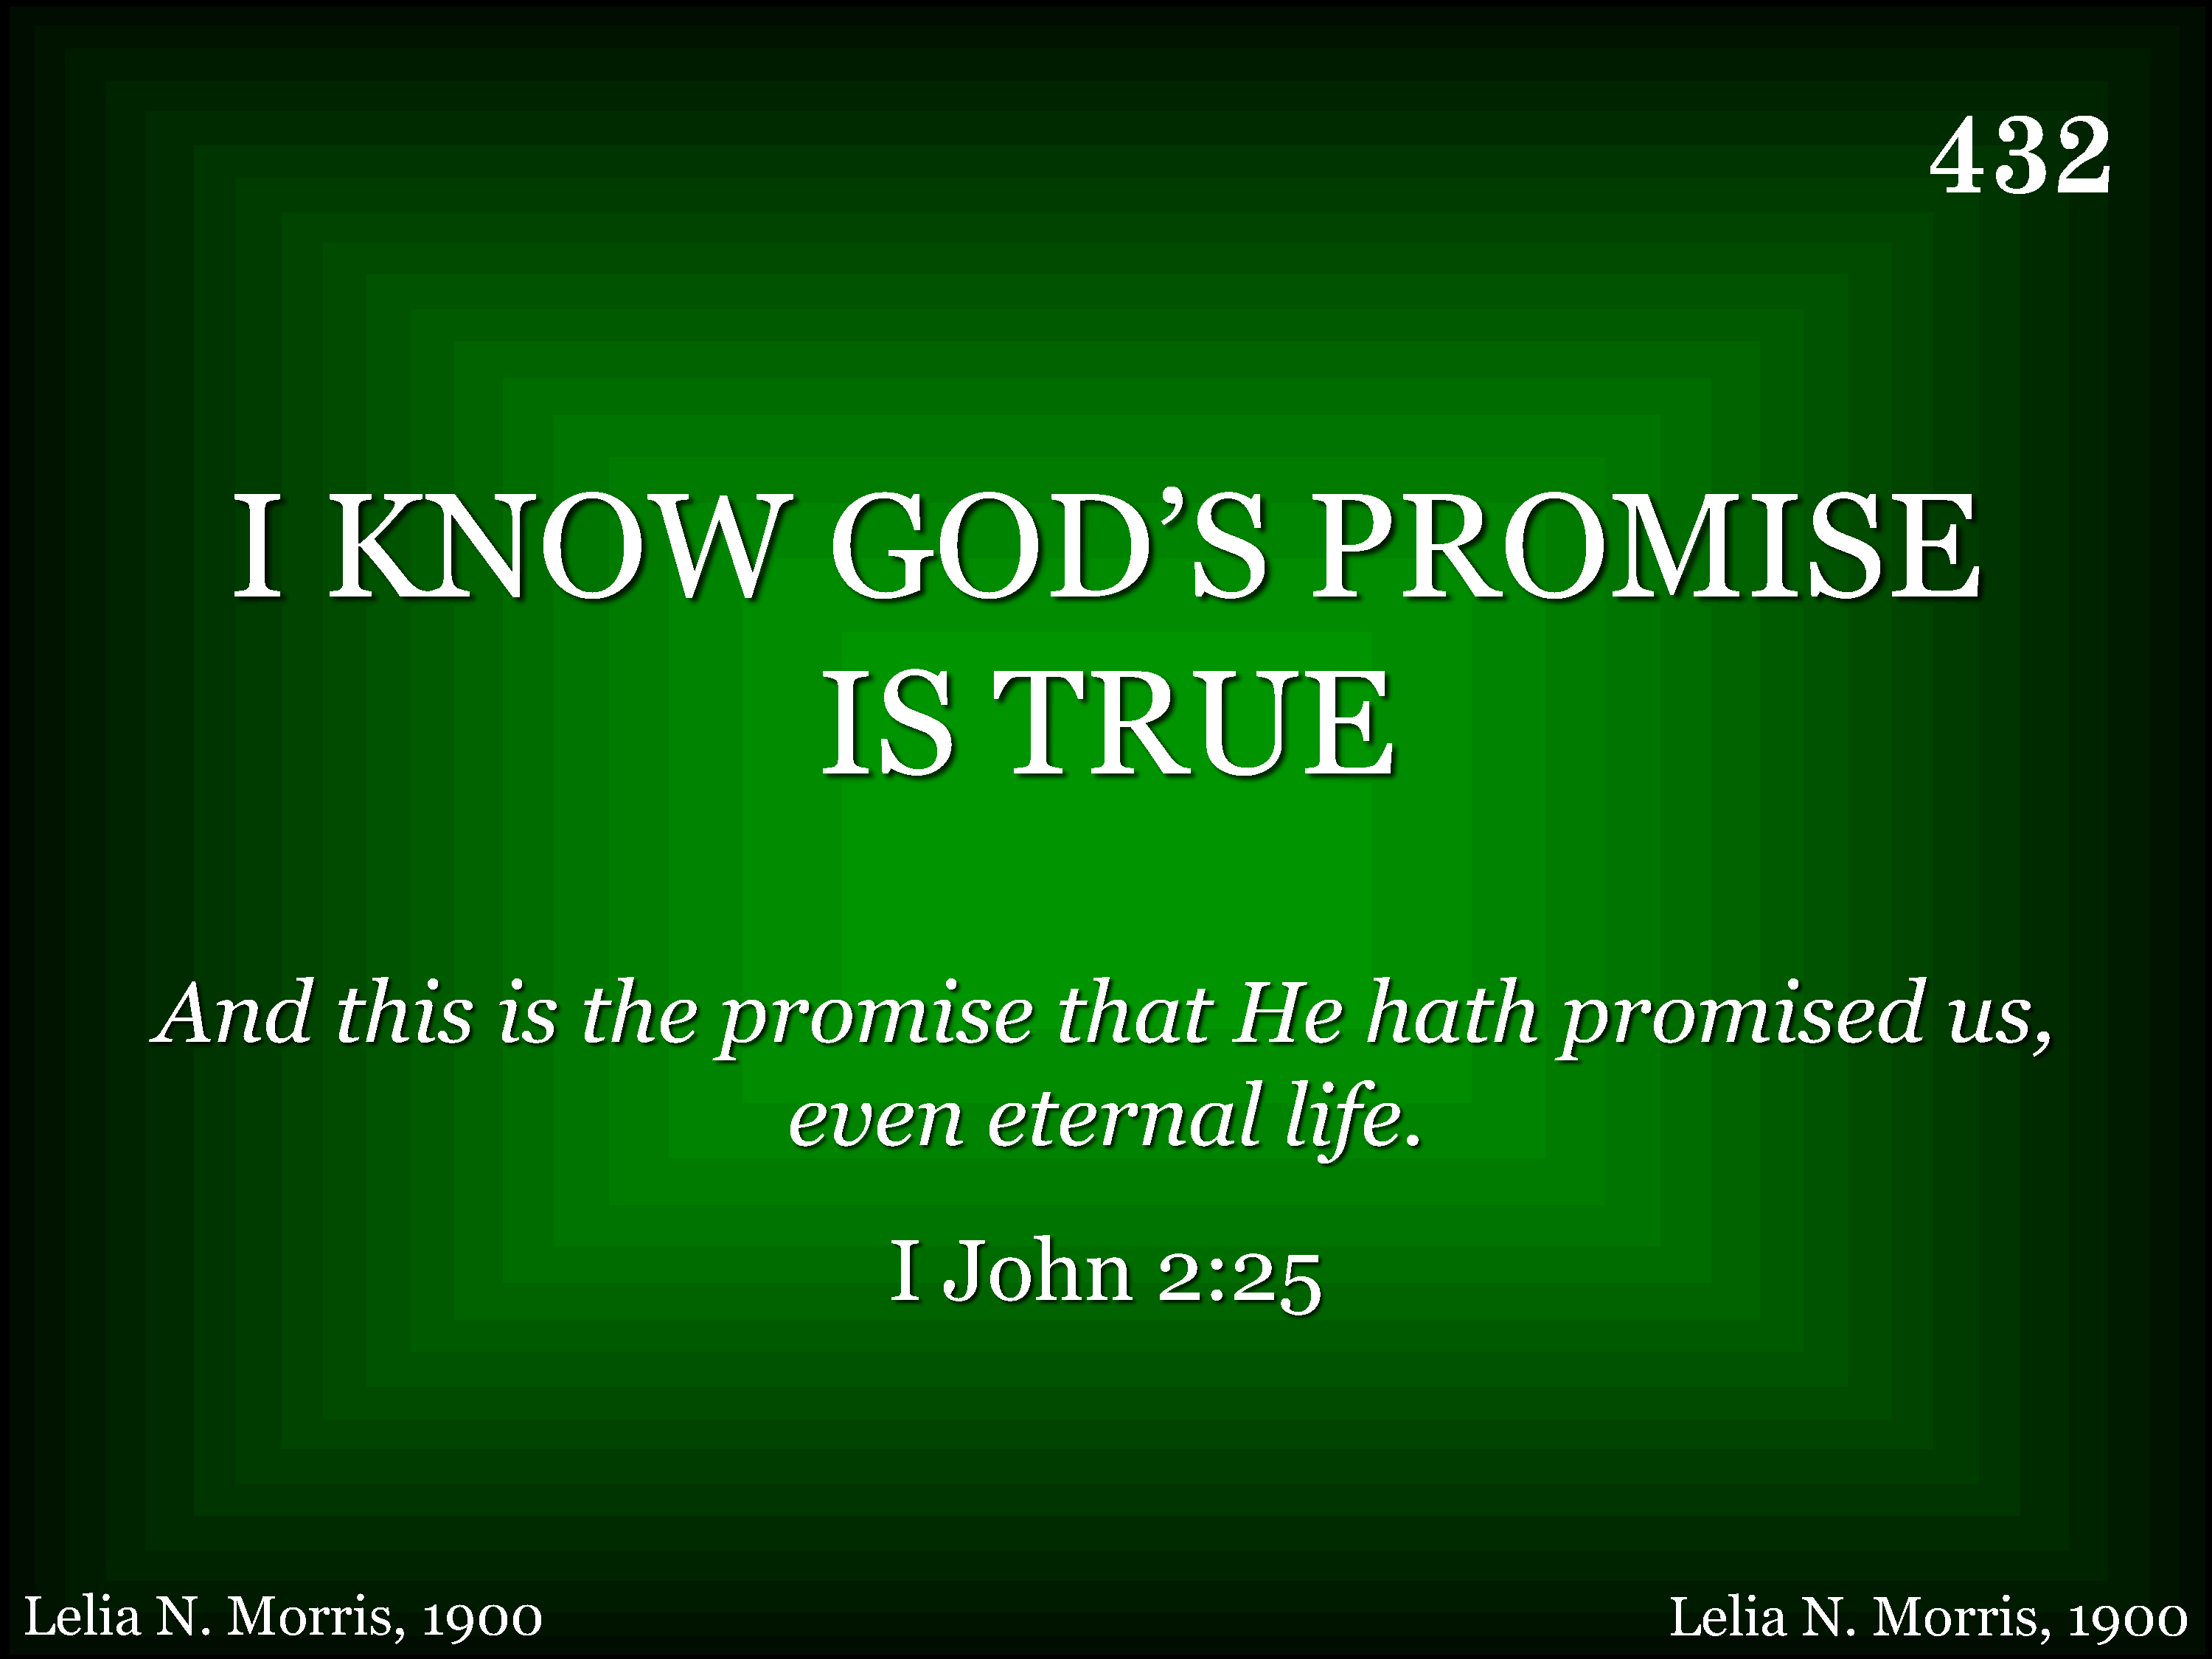 432
I KNOW GOD’S PROMISE
IS TRUE
And this is the promise that He hath promised us,
even eternal life.
I John 2:25
Lelia N. Morris, 1900
Lelia N. Morris, 1900